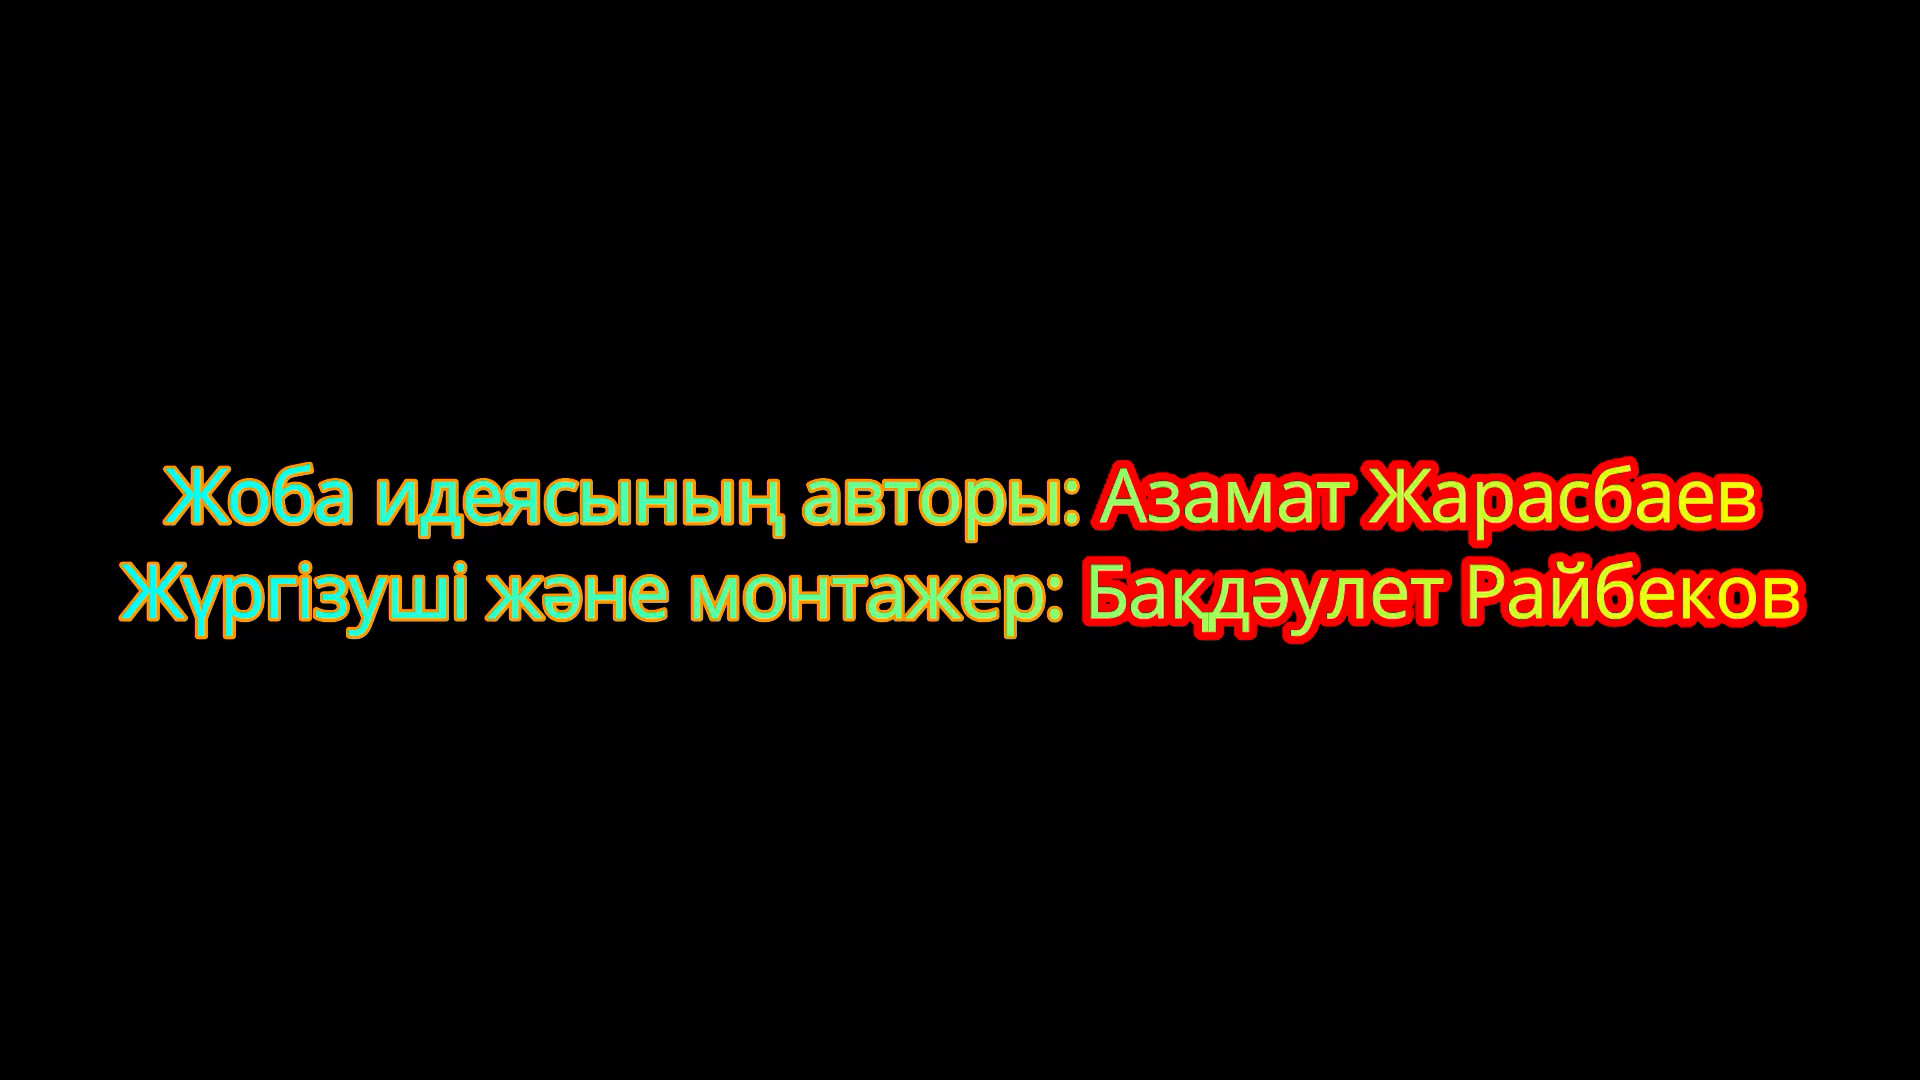 Жоба идеясының авторы: Азамат Жарасбаев
Жүргізуші және монтажер: Бақдәулет Райбеков